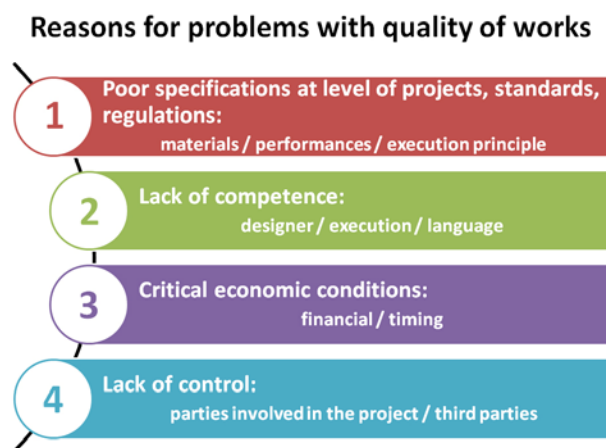 Reasons for problems with quality of works
1
Poor specifications at level of projects, standards,
regulations:
materials / performances / execution principle
2
Lack of competence:
designer / execution / language
3
Critical economic conditions:
financial / timing
4
Lack of control:
parties involved in the project / third parties